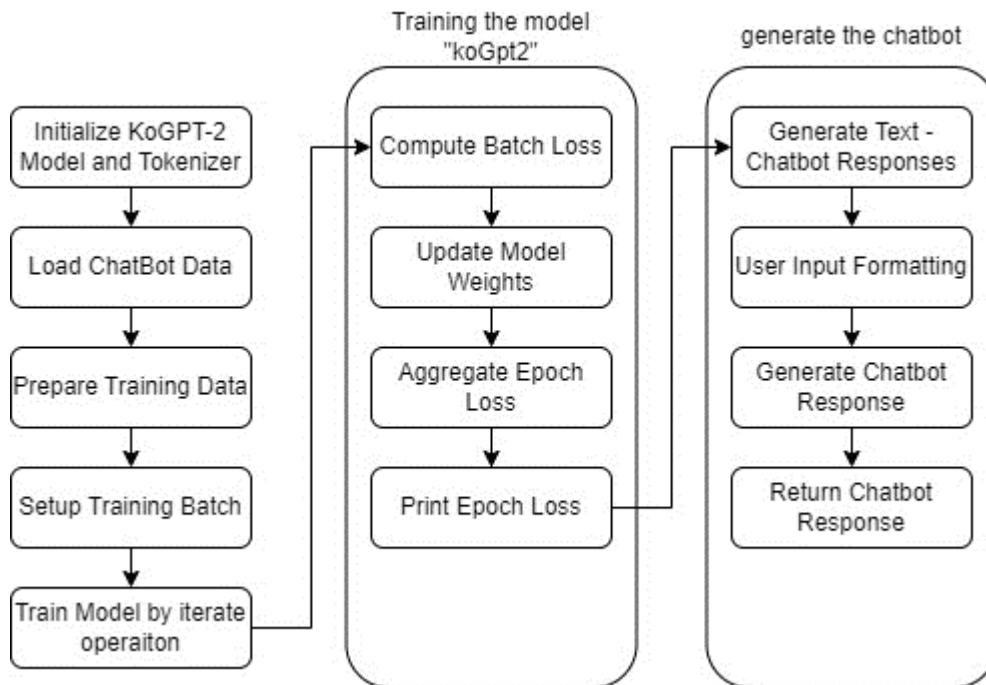 Initialize KoGPT-2
Model and Tokenizer
Load ChatBot Data
Prepare Training Data
Setup Training Batch
Train Model by iterate
operaiton
Training the model
"koGpt2"
Compute Batch Loss
Update Model
Weights
Aggregate Epoch
Loss
Print Epoch Loss
generate the chatbot
Generate Text -
Chatbot Responses
User Input Formatting
Generate Chatbot
Response
Return Chatbot
Response